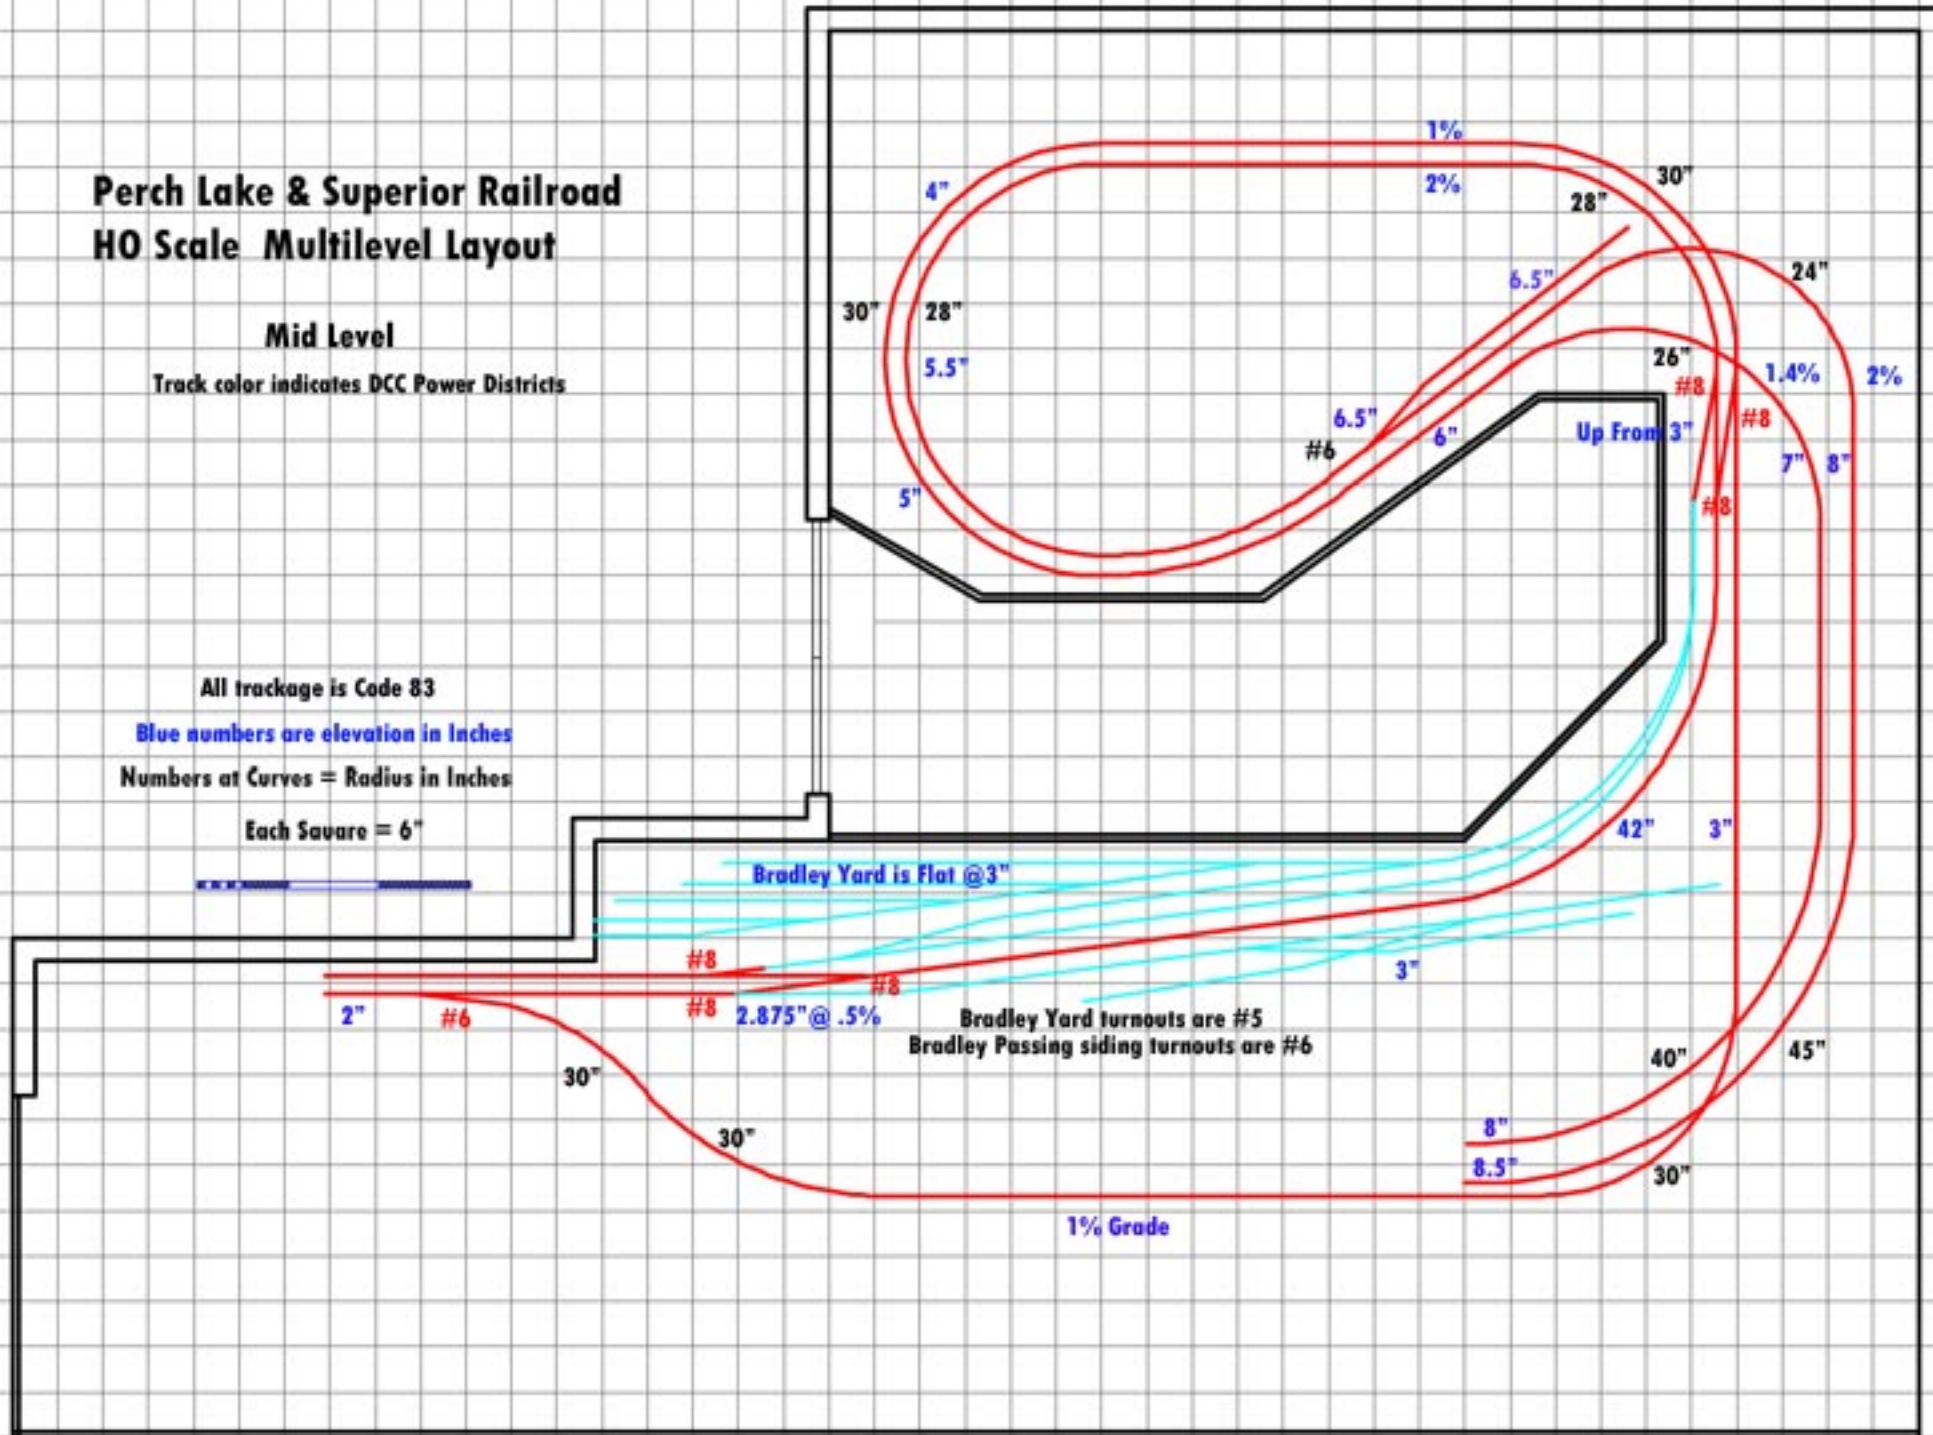 Perch Lake & Superior Railroad
HO Scale  Multilevel Layout
Mid Level
Track color indicates DCC Power Districts
All trackage is Code 83
Blue numbers are elevation in Inches
Numbers at Curves = Radius in Inches
Each Sauare = 6"
1%
2%
4"
30"
28"
30"
28"
5.5"
5"
6.5"
6.5"
6"
#6
24"
26"
1.4%
2%
#8
#8
Up From 3"
7"
8"
#8
42"
3"
Bradley Yard is Flat @3"
#8
#8
3"
2"
#6
#8
2.875"@ .5%
Bradley Yard turnouts are #5
Bradley Passing siding turnouts are #6
30"
30"
40"
45"
8"
8.5"
30"
1% Grade